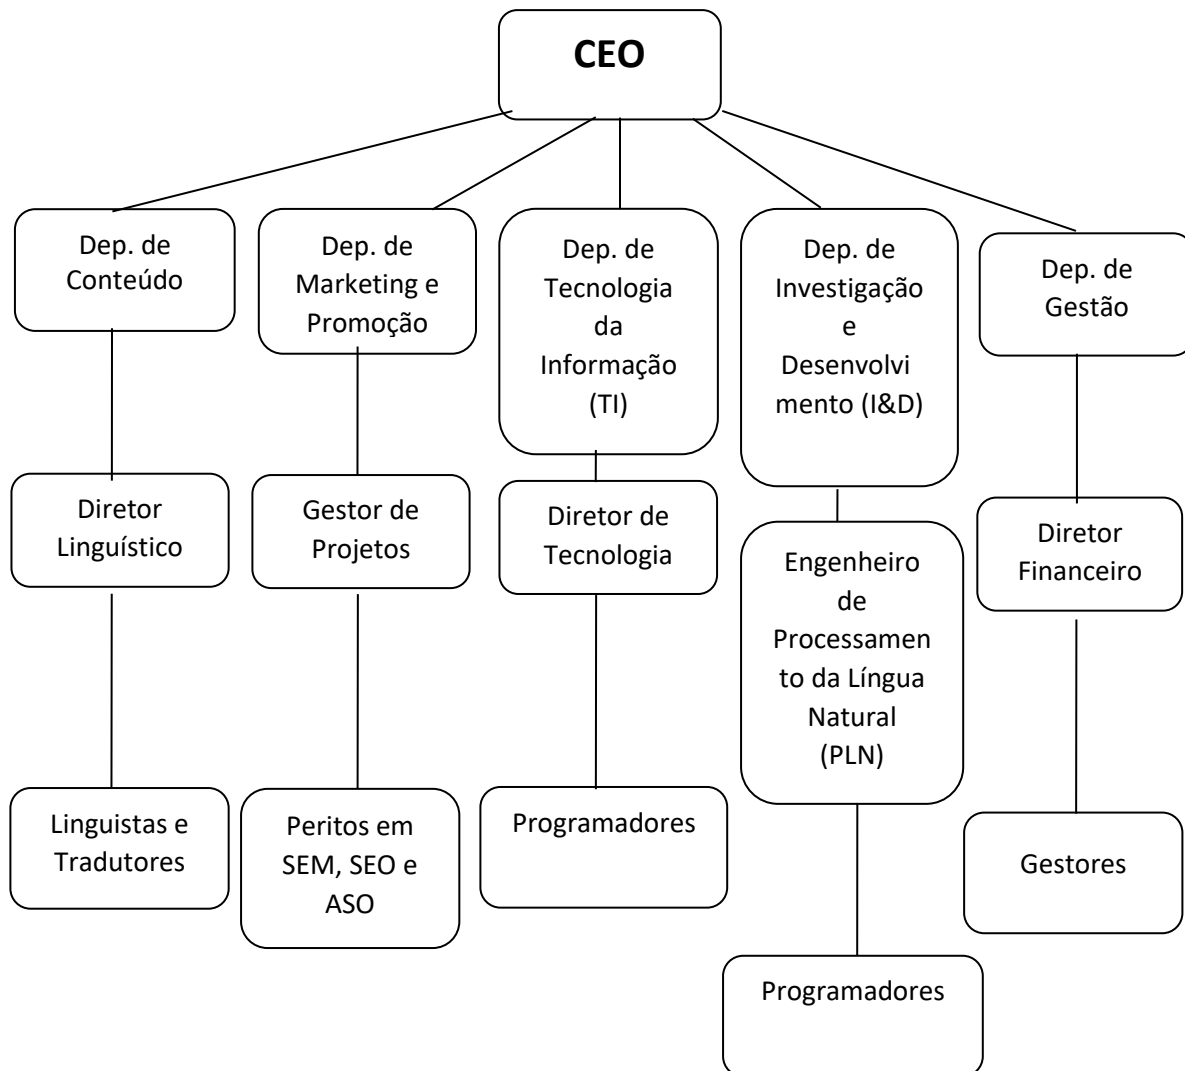 CEO
Dep. de
Conteúdo
Dep. de
Marketing e
Promoção
Dep. de
Tecnologia
da
Informação
(TI)
Dep. de
Investigação
e
Desenvolvi
mento (I&D)
Dep. de
Gestão
Diretor
Linguístico
Gestor de
Projetos
Diretor de
Tecnologia
Engenheiro
de
Processamen
to da Língua
Natural
(PLN)
Diretor
Financeiro
Linguistas e
Tradutores
Peritos em
SEM, SEO e
ASO
Programadores
Programadores
Gestores